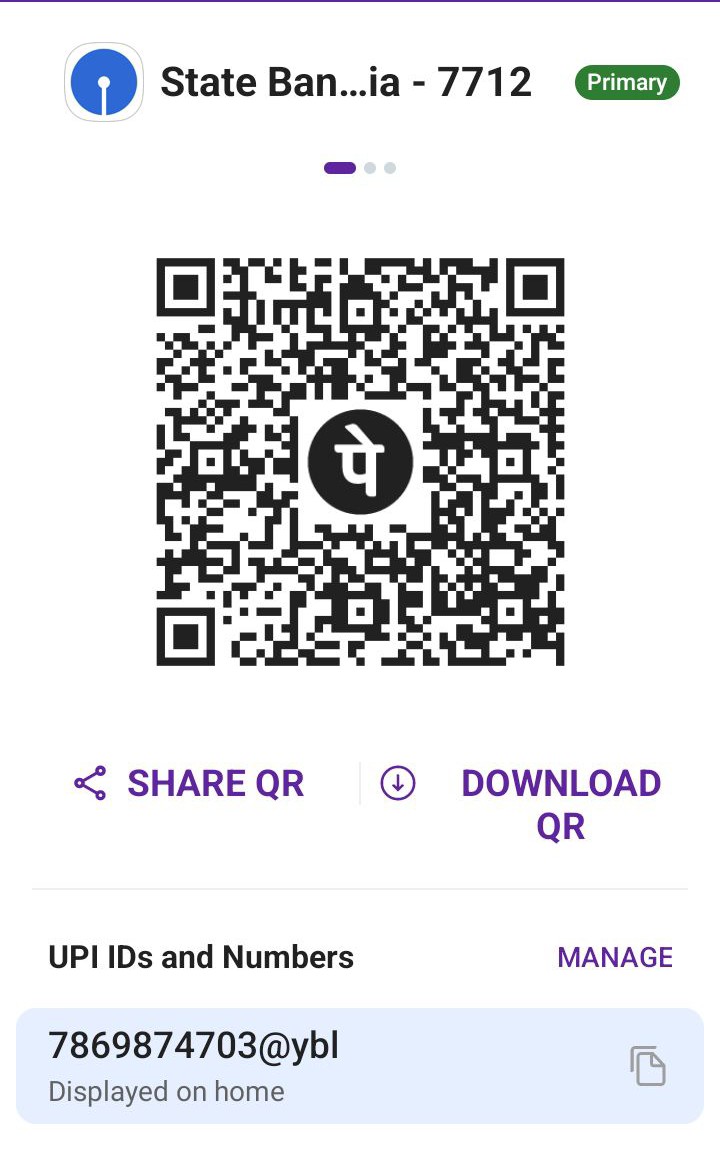 State Ban...ia - 7712
Primary
पे
SHARE QR
DOWNLOAD
QR
UPI IDs and Numbers
MANAGE
7869874703@ybl
Displayed on home